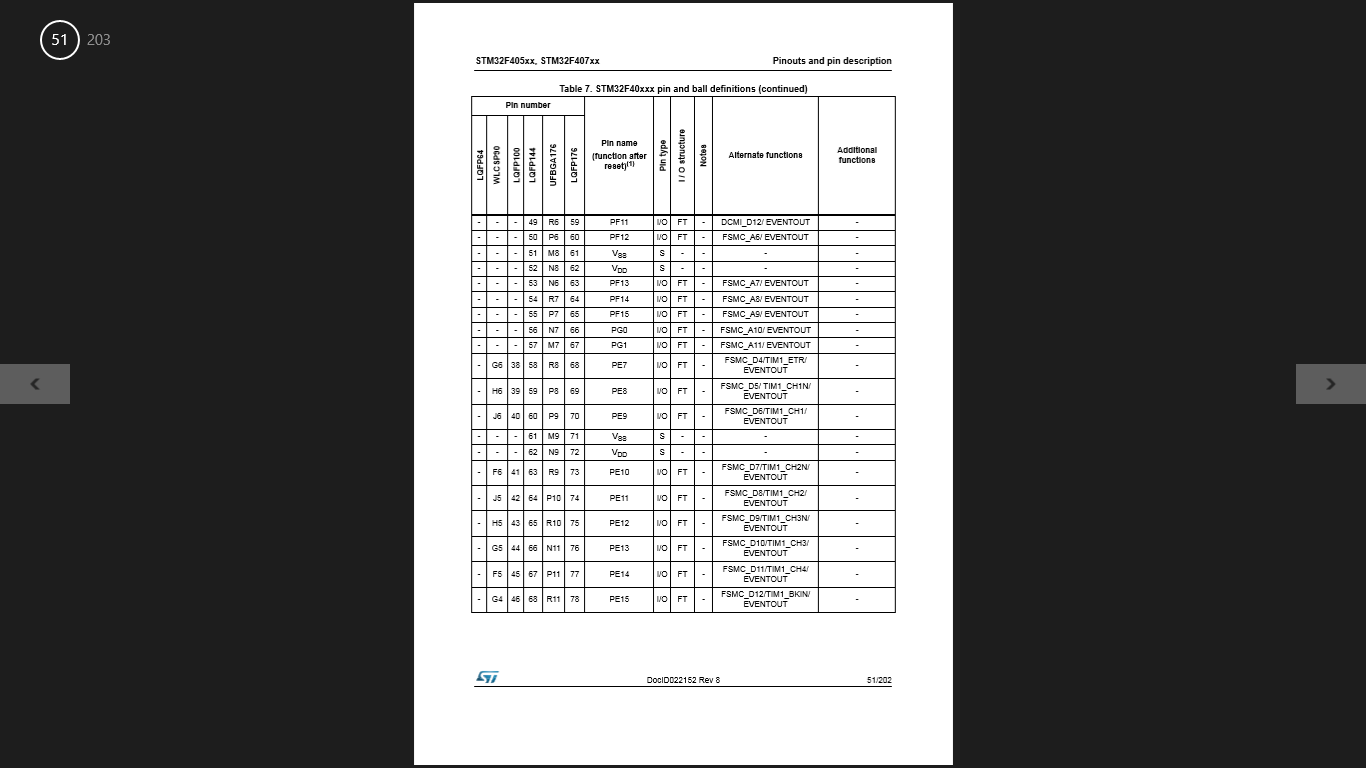 51 203
STM32F405xx, STM32F407xx Pinouts and pin description
Table 7. STM32F40xxx pin and ball definitions (continued)
Pin number
LQFP64 WLCSP90 LQFP100 LQFP144 UFBGA176 LQFP176 Pin name (function after reset)(1) Pin type I / O structure Notes Alternate functions Additional functions
- - - 49 R6 59 PF11 I/O FT - DCMI_D12/ EVENTOUT -
- - - 50 P6 60 PF12 I/O FT - FSMC_A6/ EVENTOUT -
- - - 51 M8 61 VSS S - - - -
- - - 52 N8 62 VDD S - - - -
- - - 53 N6 63 PF13 I/O FT - FSMC_A7/ EVENTOUT -
- - - 54 R7 64 PF14 I/O FT - FSMC_A8/ EVENTOUT -
- - - 55 P7 65 PF15 I/O FT - FSMC_A9/ EVENTOUT -
- - - 56 N7 66 PG0 I/O FT - FSMC_A10/ EVENTOUT -
- - - 57 M7 67 PG1 I/O FT - FSMC_A11/ EVENTOUT -
- G6 38 58 R8 68 PE7 I/O FT - FSMC_D4/TIM1_ETR/ EVENTOUT -
- H6 39 59 P8 69 PE8 I/O FT - FSMC_D5/ TIM1_CH1N/ EVENTOUT -
- J6 40 60 P9 70 PE9 I/O FT - FSMC_D6/TIM1_CH1/ EVENTOUT -
- - - 61 M9 71 VSS S - - - -
- - - 62 N9 72 VDD S - - - -
- F6 41 63 R9 73 PE10 I/O FT - FSMC_D7/TIM1_CH2N/ EVENTOUT -
- J5 42 64 P10 74 PE11 I/O FT - FSMC_D8/TIM1_CH2/ EVENTOUT -
- H5 43 65 R10 75 PE12 I/O FT - FSMC_D9/TIM1_CH3N/ EVENTOUT -
- G5 44 66 N11 76 PE13 I/O FT - FSMC_D10/TIM1_CH3/ EVENTOUT -
- F5 45 67 P11 77 PE14 I/O FT - FSMC_D11/TIM1_CH4/ EVENTOUT -
- G4 46 68 R11 78 PE15 I/O FT - FSMC_D12/TIM1_BKIN/ EVENTOUT -
ST DocID022152 Rev 8 51/202